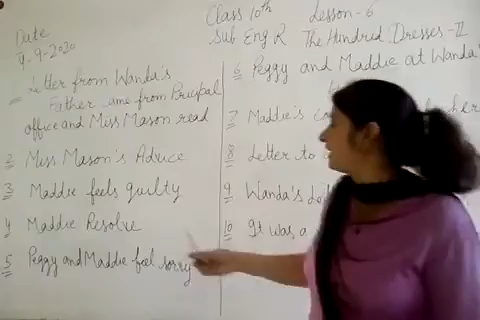 Date
4-9-2020
Class 10th Lesson-6
Sub Eng R The Hundred Dresses-II
1 Letter from Wanda's
Father came from Principal
office and Miss Mason read
2 Miss Mason's Advice
3 Maddie feels guilty
4 Maddie Resolve
5 Peggy and Maddie feel sorry
6 Peggy and Maddie at Wanda's
7 Maddie's her
8 Letter to
9 Wanda's
10 It was a